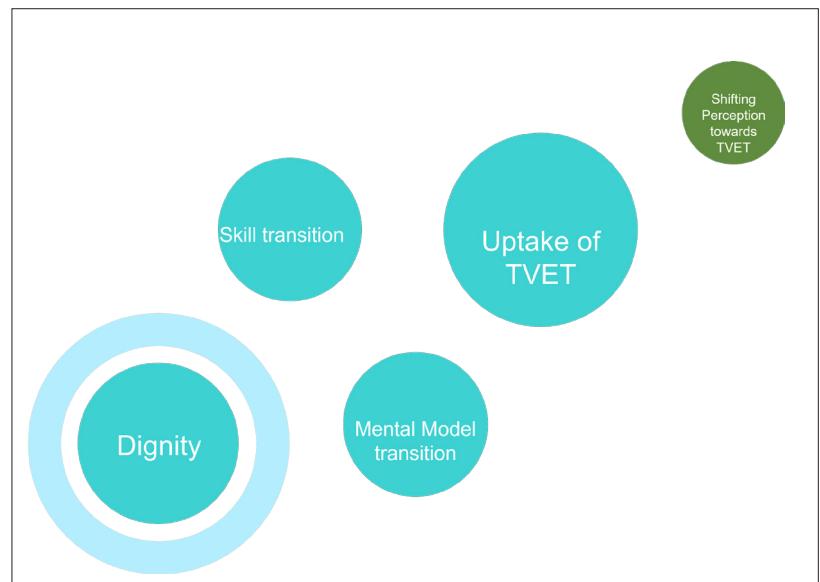 Shifting
Perception
towards
TVET
Skill transition
Uptake of
TVET
Dignity
Mental Model
transition